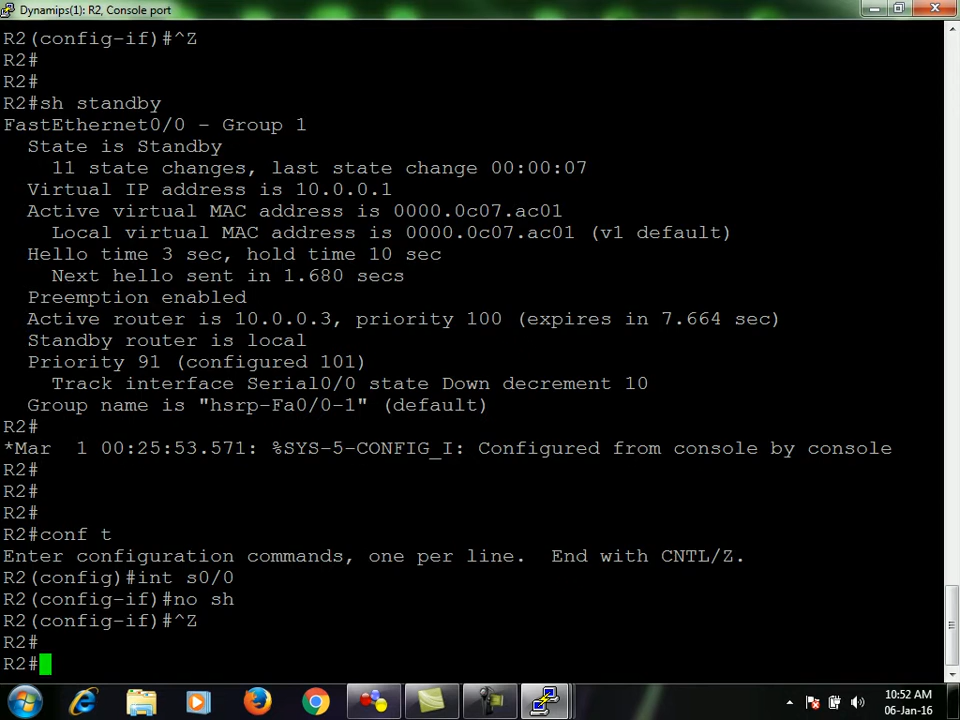 Dynamips(1): R2, Console port
R2(config-if)#^Z
R2#
R2#
R2#sh standby
FastEthernet0/0 - Group 1
  State is Standby
    11 state changes, last state change 00:00:07
  Virtual IP address is 10.0.0.1
  Active virtual MAC address is 0000.0c07.ac01
    Local virtual MAC address is 0000.0c07.ac01 (v1 default)
  Hello time 3 sec, hold time 10 sec
    Next hello sent in 1.680 secs
  Preemption enabled
  Active router is 10.0.0.3, priority 100 (expires in 7.664 sec)
  Standby router is local
  Priority 91 (configured 101)
    Track interface Serial0/0 state Down decrement 10
  Group name is "hsrp-Fa0/0-1" (default)
R2#
*Mar  1 00:25:53.571: %SYS-5-CONFIG_I: Configured from console by console
R2#
R2#
R2#
R2#conf t
Enter configuration commands, one per line.  End with CNTL/Z.
R2(config)#int s0/0
R2(config-if)#no sh
R2(config-if)#^Z
R2#
R2#
10:52 AM
06-Jan-16